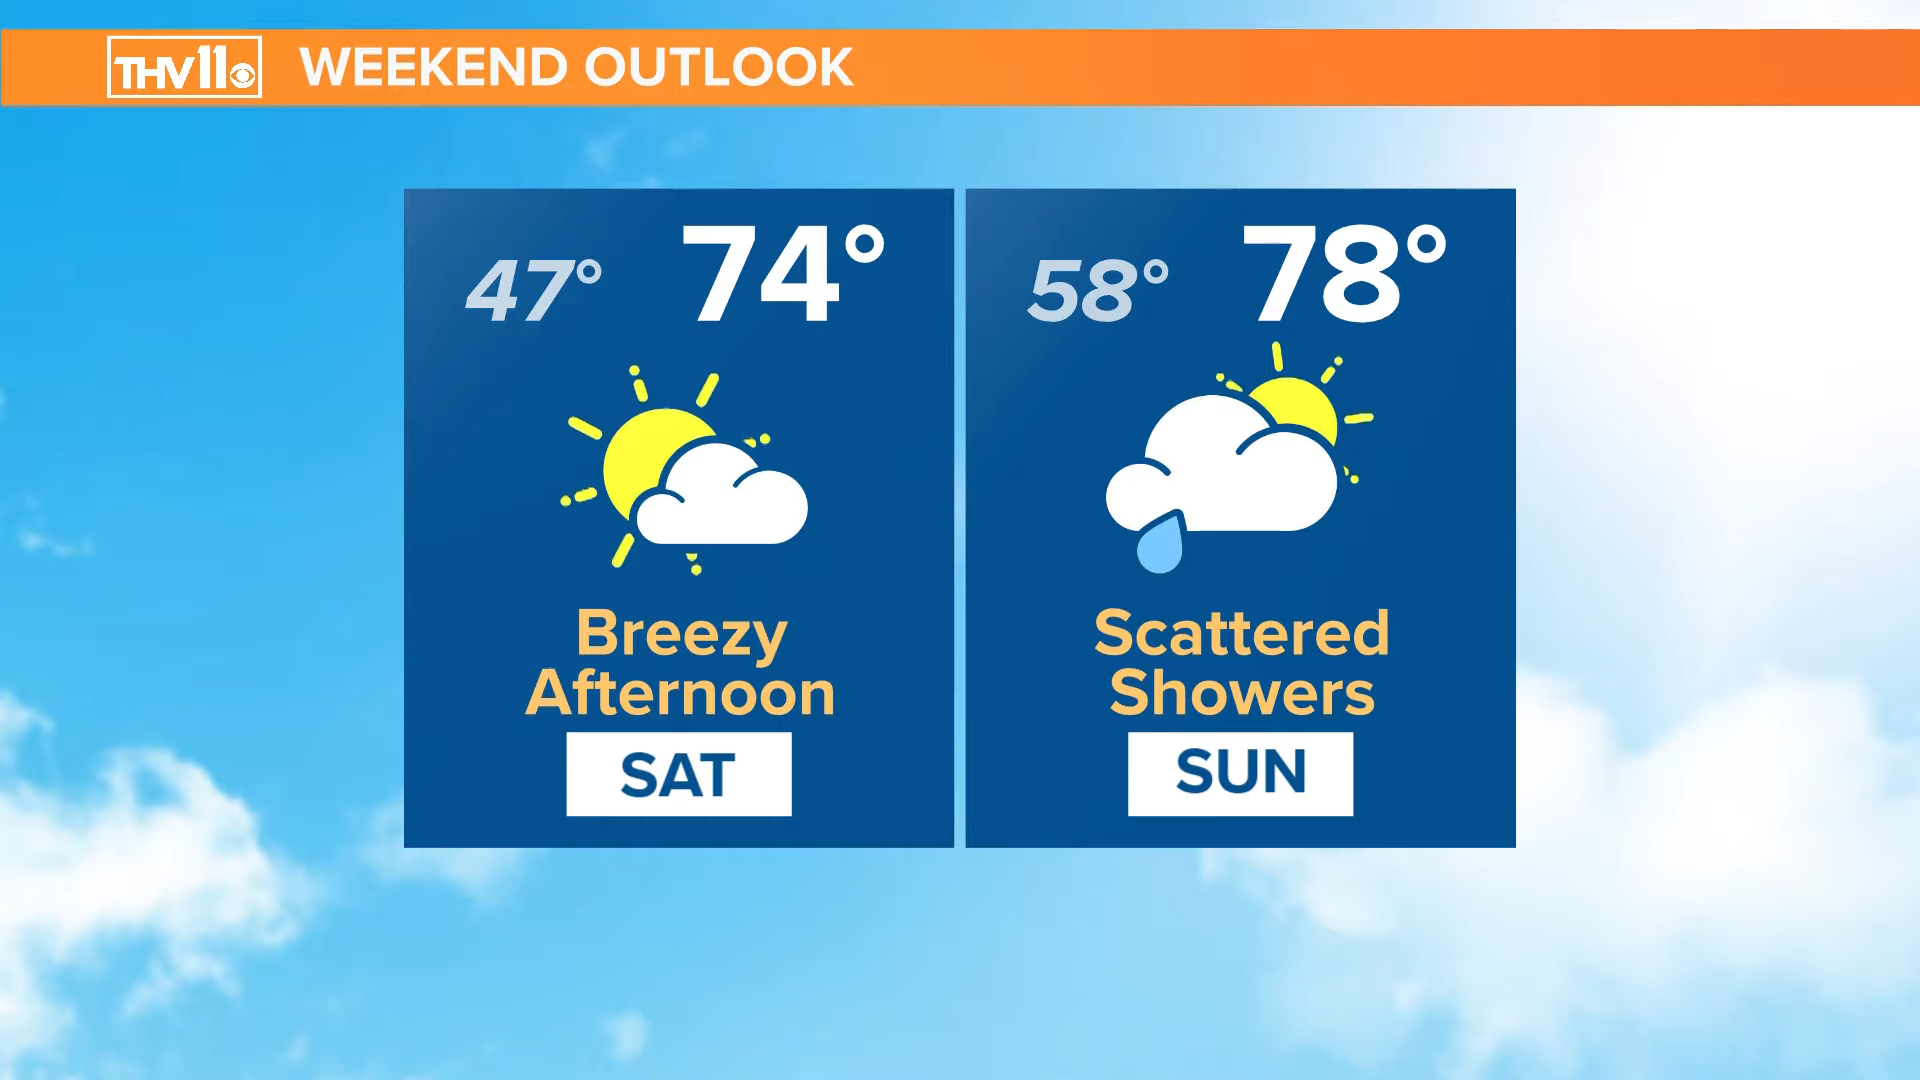 THV11 WEEKEND OUTLOOK
47° 74°
Breezy
Afternoon
SAT
58° 78°
Scattered
Showers
SUN